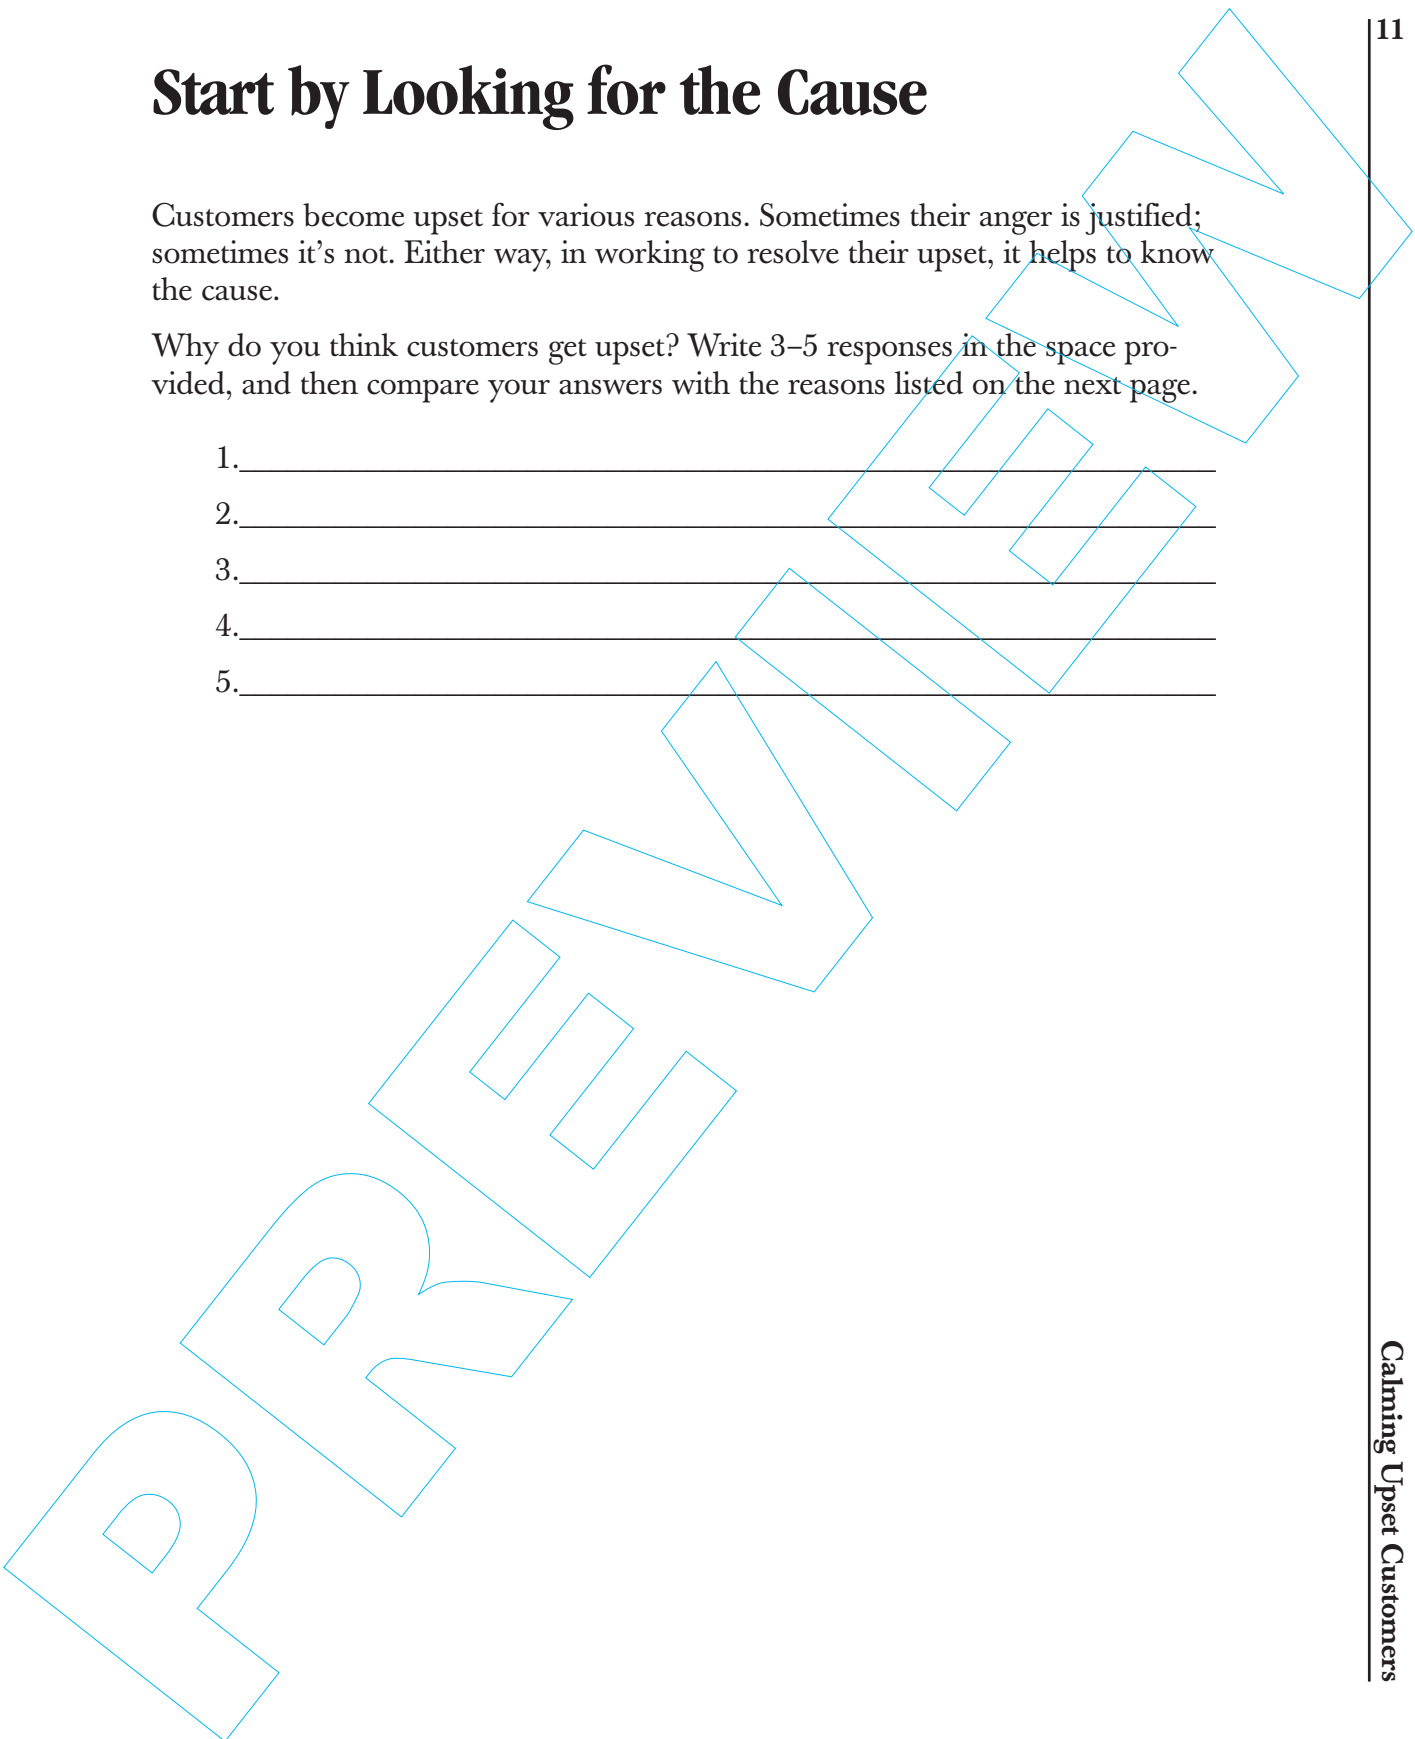 11
Start by Looking for the Cause
Customers become upset for various reasons. Sometimes their anger is justified;
sometimes it’s not. Either way, in working to resolve their upset, it helps to know
the cause.
Why do you think customers get upset? Write 3–5 responses in the space pro-
vided, and then compare your answers with the reasons listed on the next page.
1.
2.
3.
4.
5.
PREVIEW
Calming Upset Customers